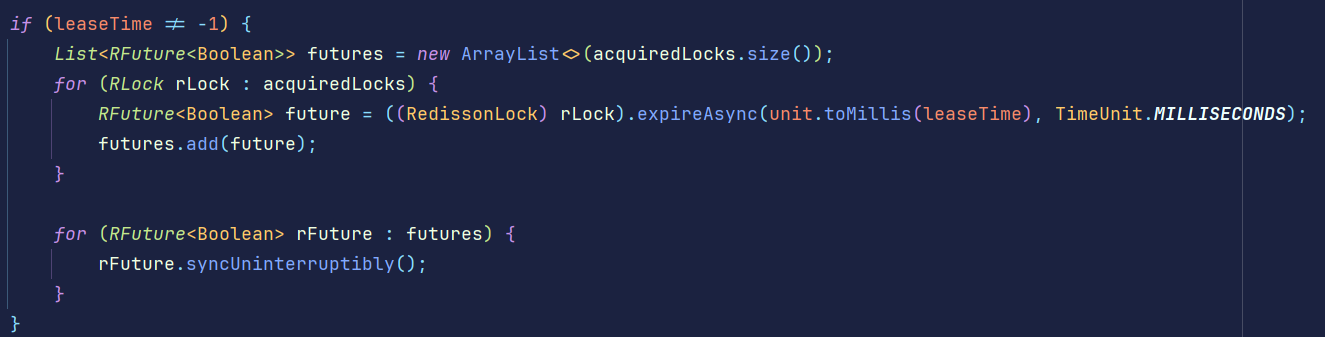 if (leaseTime != -1) {
    List<RFuture<Boolean>> futures = new ArrayList<>(acquiredLocks.size());
    for (RLock rLock : acquiredLocks) {
        RFuture<Boolean> future = ((RedissonLock) rLock).expireAsync(unit.toMillis(leaseTime), TimeUnit.MILLISECONDS);
        futures.add(future);
    }

    for (RFuture<Boolean> rFuture : futures) {
        rFuture.syncUninterruptibly();
    }
}